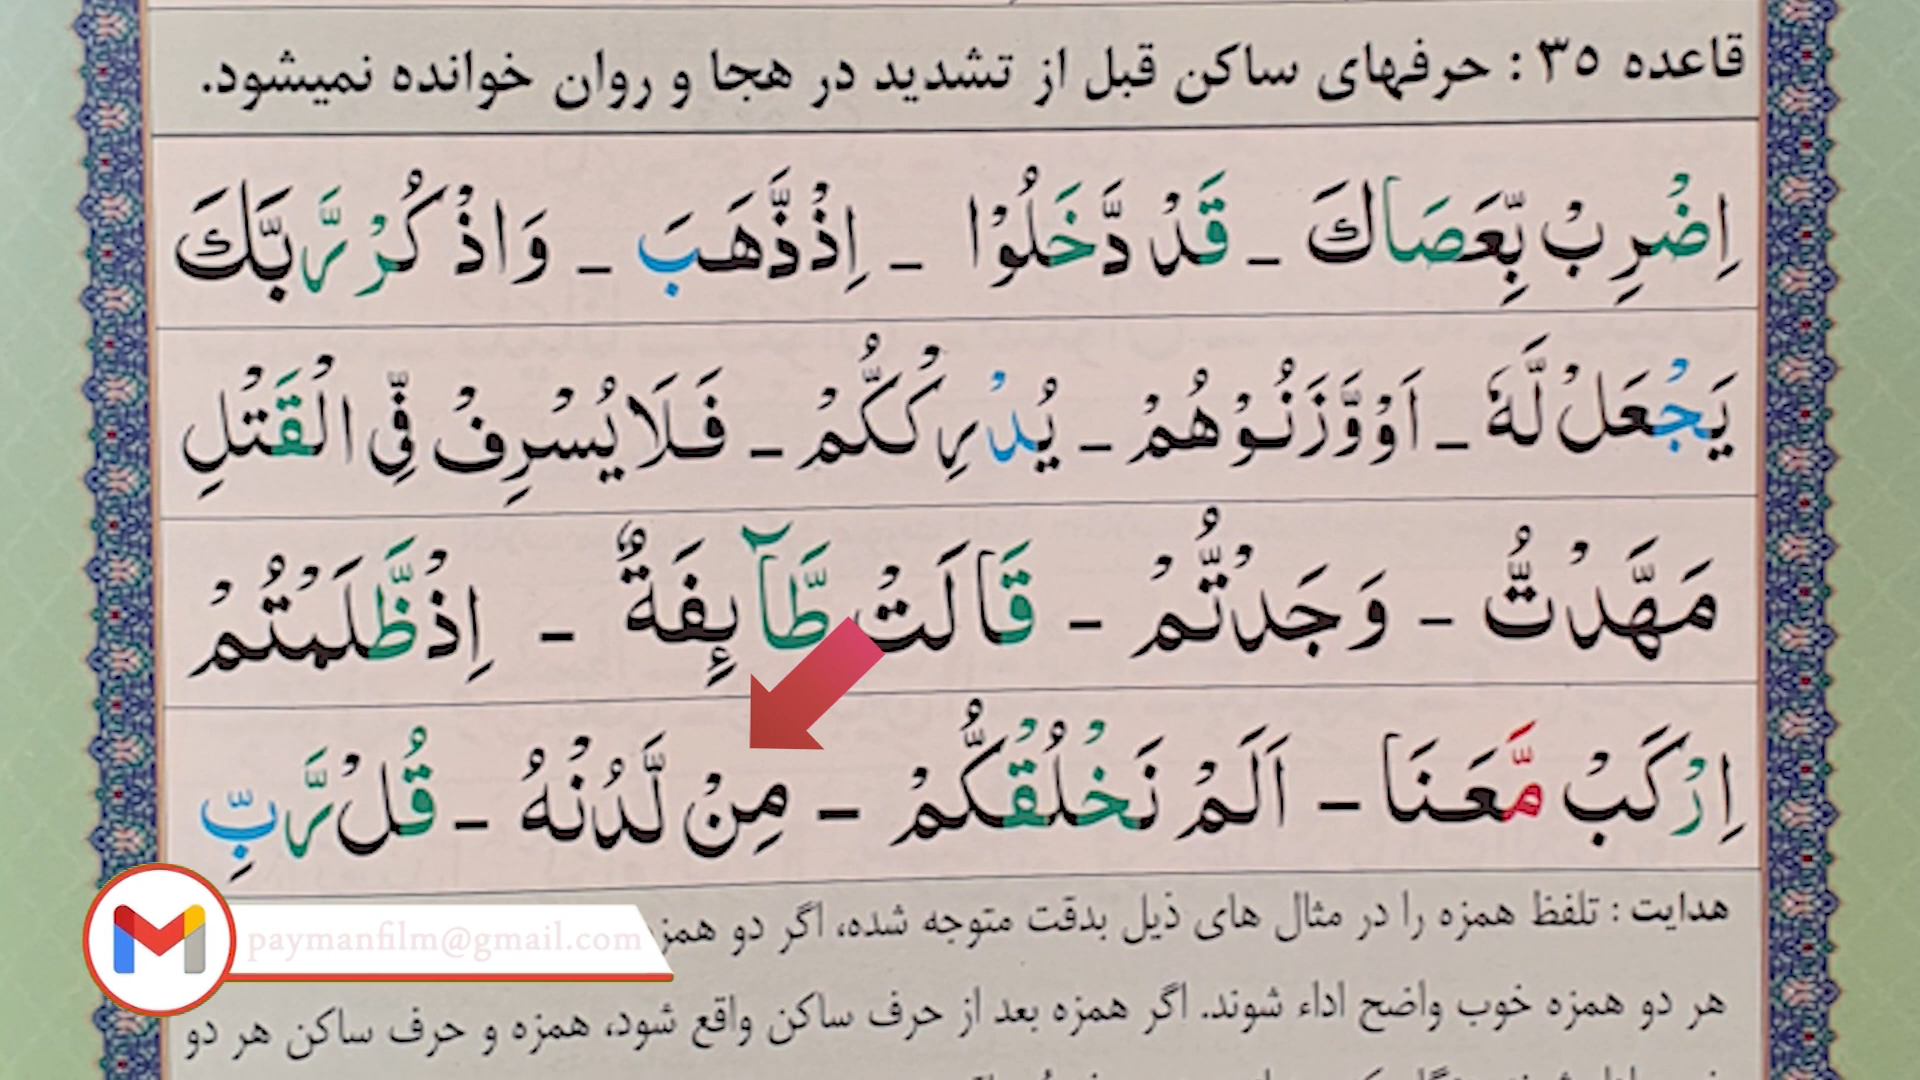 قاعده ٣٥ : حرفهای ساکن قبل از تشدید در هجا و روان خوانده نمیشود.
اِضْرِبْ بِّعَصَاكَ ـ قَدْ دَّخَلُوْا ـ اِذْذَّهَبَ ـ وَاذْكُرْ رَّبَّكَ
يَجْعَلْ لَّهٗ ـ اَوْوَّزَنُوْهُمْ ـ يُدْرِكْكُّمْ ـ فَلَا يُسْرِفْ فِّى الْقَتْلِ
مَهَّدْتُّ ـ وَجَدْتُّمْ ـ قَالَتْ طَّآىِٕفَةٌ ـ اِذْظَّلَمْتُمْ
اِرْكَبْ مَّعَنَا ـ اَلَمْ نَخْلُقْكُّمْ ـ مِنْ لَّدُنْهُ ـ قُلْ رَّبِّ
هدایت : تلفظ همزه را در مثال های ذیل بدقت متوجه شده، اگر دو همزه
هر دو همزه خوب واضح اداء شوند. اگر همزه بعد از حرف ساکن واقع شود، همزه و حرف ساکن هر دو
paymanfilm@gmail.com